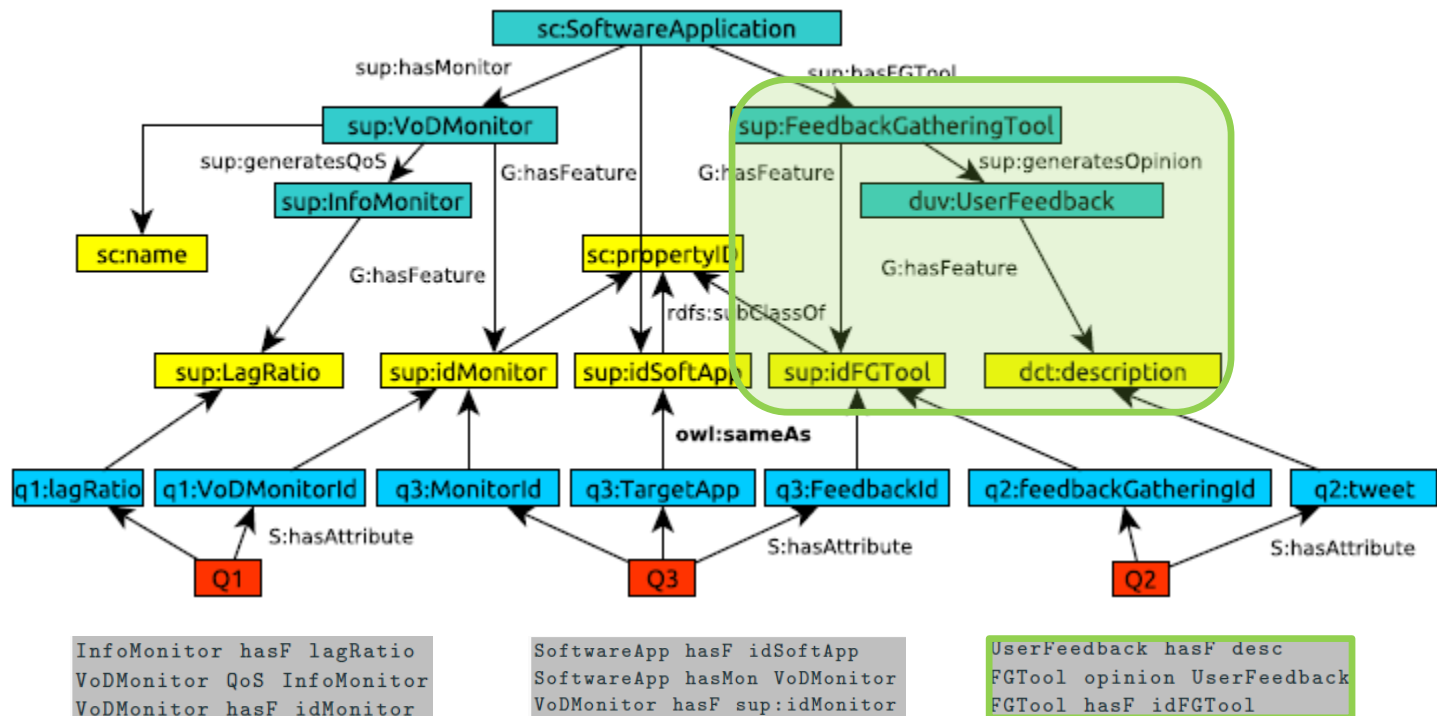 sc:SoftwareApplication
sup:hasMonitor
sup:hasFGTool
sup:VoDMonitor
sup:FeedbackGatheringTool
sup:generatesQoS
G:hasFeature
G:hasFeature
sup:generatesOpinion
sup:InfoMonitor
duv:UserFeedback
sc:name
sc:propertyID
G:hasFeature
G:hasFeature
rdfs:subClassOf
sup:LagRatio
sup:idMonitor
sup:idSoftApp
sup:idFGTool
dct:description
owl:sameAs
q1:lagRatio
q1:VoDMonitorId
q3:MonitorId
q3:TargetApp
q3:FeedbackId
q2:feedbackGatheringId
q2:tweet
S:hasAttribute
S:hasAttribute
S:hasAttribute
Q1
Q3
Q2
InfoMonitor hasF lagRatio
VoDMonitor QoS InfoMonitor
VoDMonitor hasF idMonitor
SoftwareApp hasF idSoftApp
SoftwareApp hasMon VoDMonitor
VoDMonitor hasF sup:idMonitor
UserFeedback hasF desc
FGTool opinion UserFeedback
FGTool hasF idFGTool